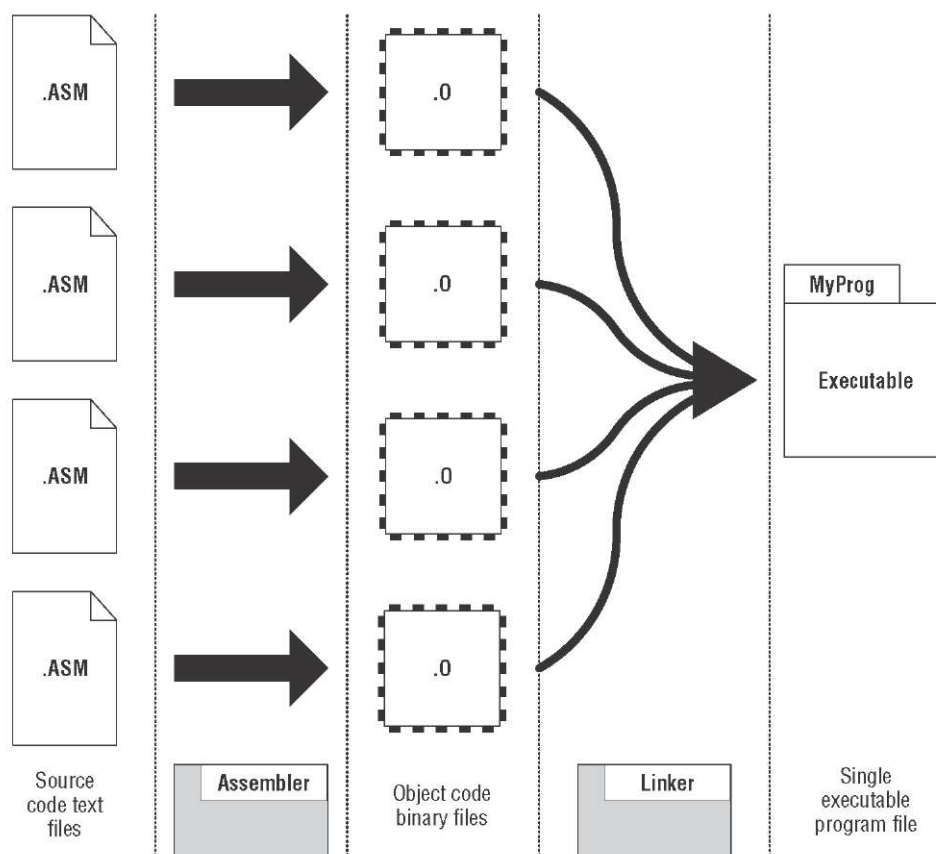 .ASM
.O
.ASM
.O
MyProg
Executable
.ASM
.O
.ASM
.O
Source
code text
files
Assembler
Object code
binary files
Linker
Single
executable
program file